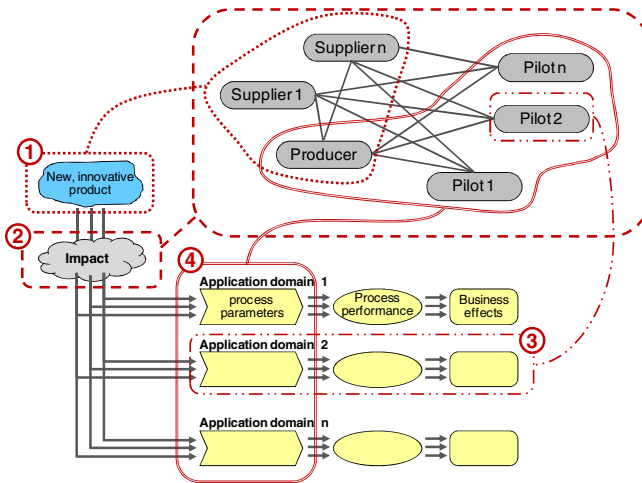 Supplier n
Pilot n
Supplier 1
Pilot 2
1
Producer
New, innovative
product
Pilot 1
2
Impact
4
Application domain 1
process
parameters
Process
performance
Business
effects
3
Application domain 2
Application domain n